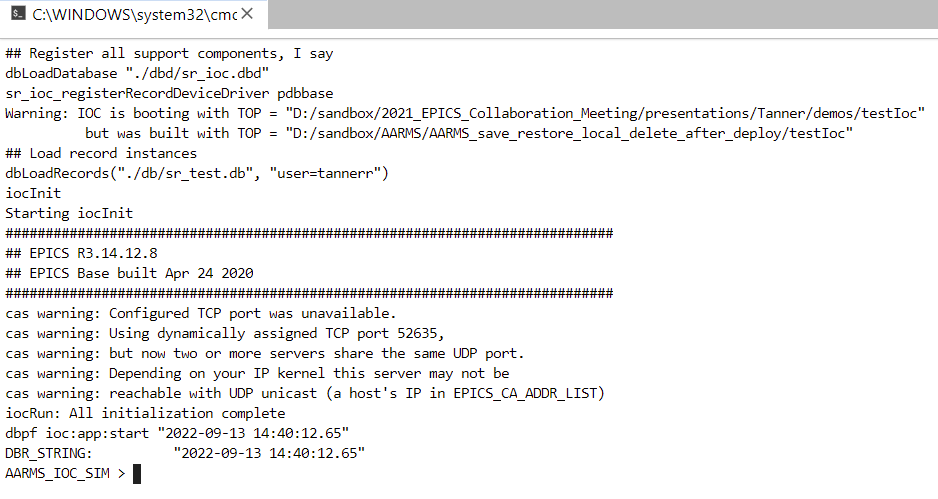 C:\WINDOWS\system32\cmc
## Register all support components, I say
dbLoadDatabase "./dbd/sr_ioc.dbd"
sr_ioc_registerRecordDeviceDriver pdbbase
Warning: IOC is booting with TOP = "D:/sandbox/2021_EPICS_Collaboration_Meeting/presentations/Tanner/demos/testIoc"
          but was built with TOP = "D:/sandbox/AARMS/AARMS_save_restore_local_delete_after_deploy/testIoc"
## Load record instances
dbLoadRecords("./db/sr_test.db", "user=tannerr")
iocInit
Starting iocInit
############################################################################
## EPICS R3.14.12.8
## EPICS Base built Apr 24 2020
############################################################################
cas warning: Configured TCP port was unavailable.
cas warning: Using dynamically assigned TCP port 52635,
cas warning: but now two or more servers share the same UDP port.
cas warning: Depending on your IP kernel this server may not be
cas warning: reachable with UDP unicast (a host's IP in EPICS_CA_ADDR_LIST)
iocRun: All initialization complete
dbpf ioc:app:start "2022-09-13 14:40:12.65"
DBR_STRING:          "2022-09-13 14:40:12.65"
AARMS_IOC_SIM >